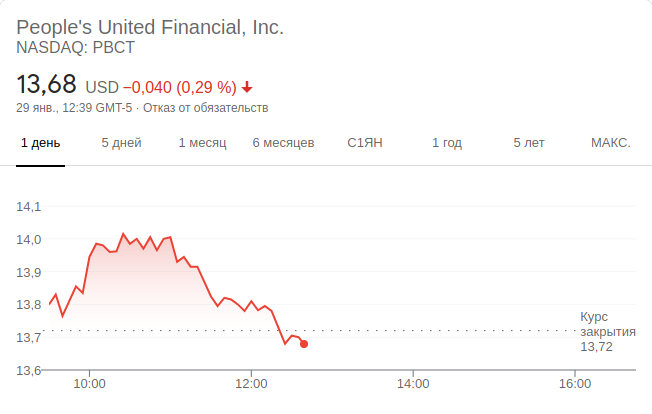 People's United Financial, Inc.
NASDAQ: PBCT
13,68 USD −0,040 (0,29 %)
29 янв., 12:39 GMT-5 · Отказ от обязательств
1 день 5 дней 1 месяц 6 месяцев С1ЯН 1 год 5 лет МАКС.
14,1
14,0
13,9
13,8
Курс
закрытия
13,7
13,72
13,6
10:00 12:00 14:00 16:00